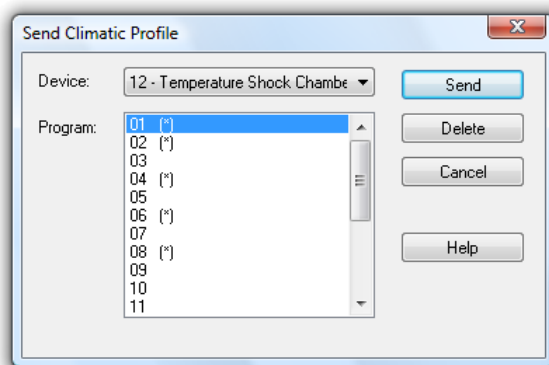 Send Climatic Profile
Device:
12 - Temperature Shock Chambe
Send
Program:
01 (*)
02 (*)
03
04 (*)
05
06 (*)
07
08 (*)
09
10
11
Delete
Cancel
Help